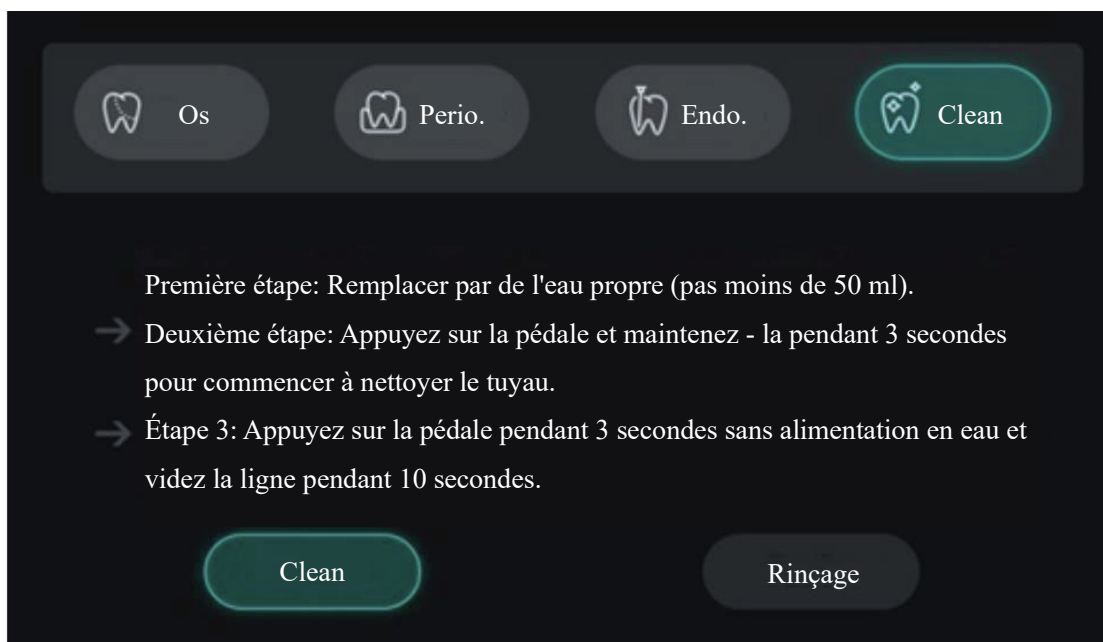 Os
Perio.
Endo.
Clean
Première étape: Remplacer par de l'eau propre (pas moins de 50 ml).
Deuxième étape: Appuyez sur la pédale et maintenez - la pendant 3 secondes
pour commencer à nettoyer le tuyau.
Étape 3: Appuyez sur la pédale pendant 3 secondes sans alimentation en eau et
videz la ligne pendant 10 secondes.
Clean
Rinçage